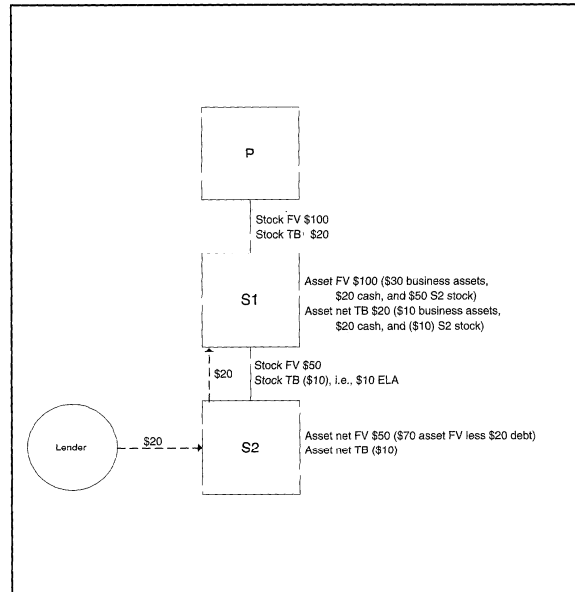 P
Stock FV $100
Stock TB $20
S1
Asset FV $100 ($30 business assets,
$20 cash, and $50 S2 stock)
Asset net TB $20 ($10 business assets,
$20 cash, and ($10) S2 stock)
$20
Stock FV $50
Stock TB ($10), i.e., $10 ELA
Lender
$20
S2
Asset net FV $50 ($70 asset FV less $20 debt)
Asset net TB ($10)